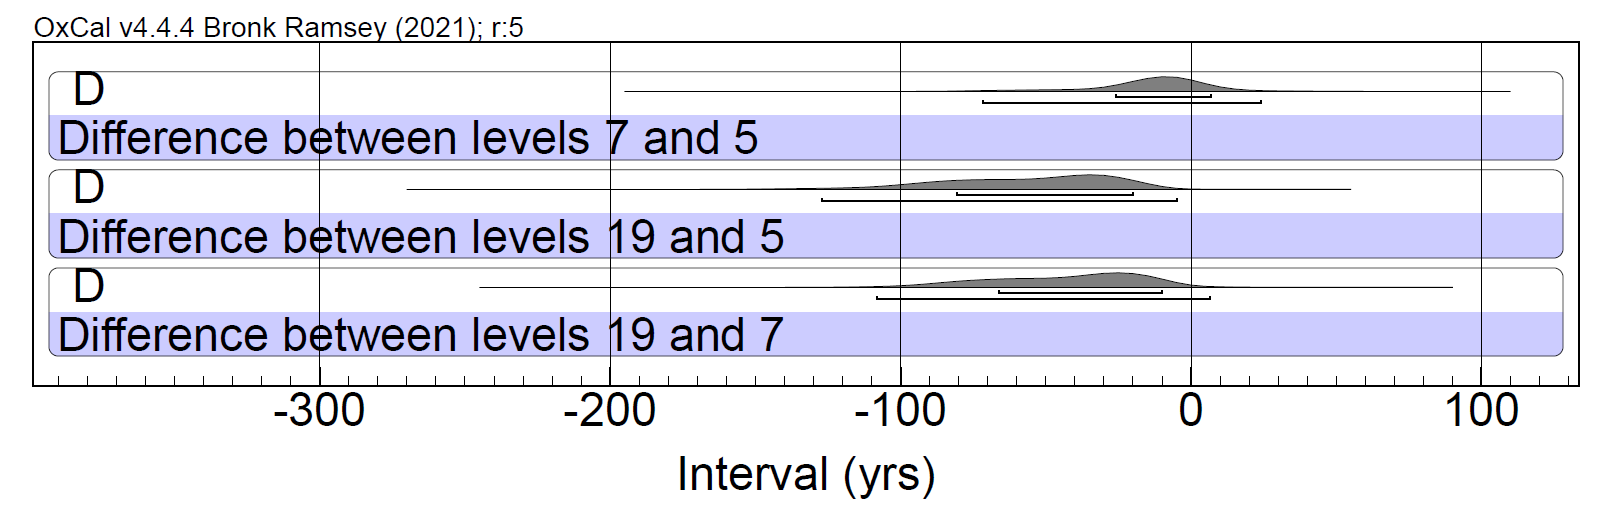 OxCal v4.4.4 Bronk Ramsey (2021); r:5
D
Difference between levels 7 and 5
D
Difference between levels 19 and 5
D
Difference between levels 19 and 7
-300 -200 -100 0 100
Interval (yrs)